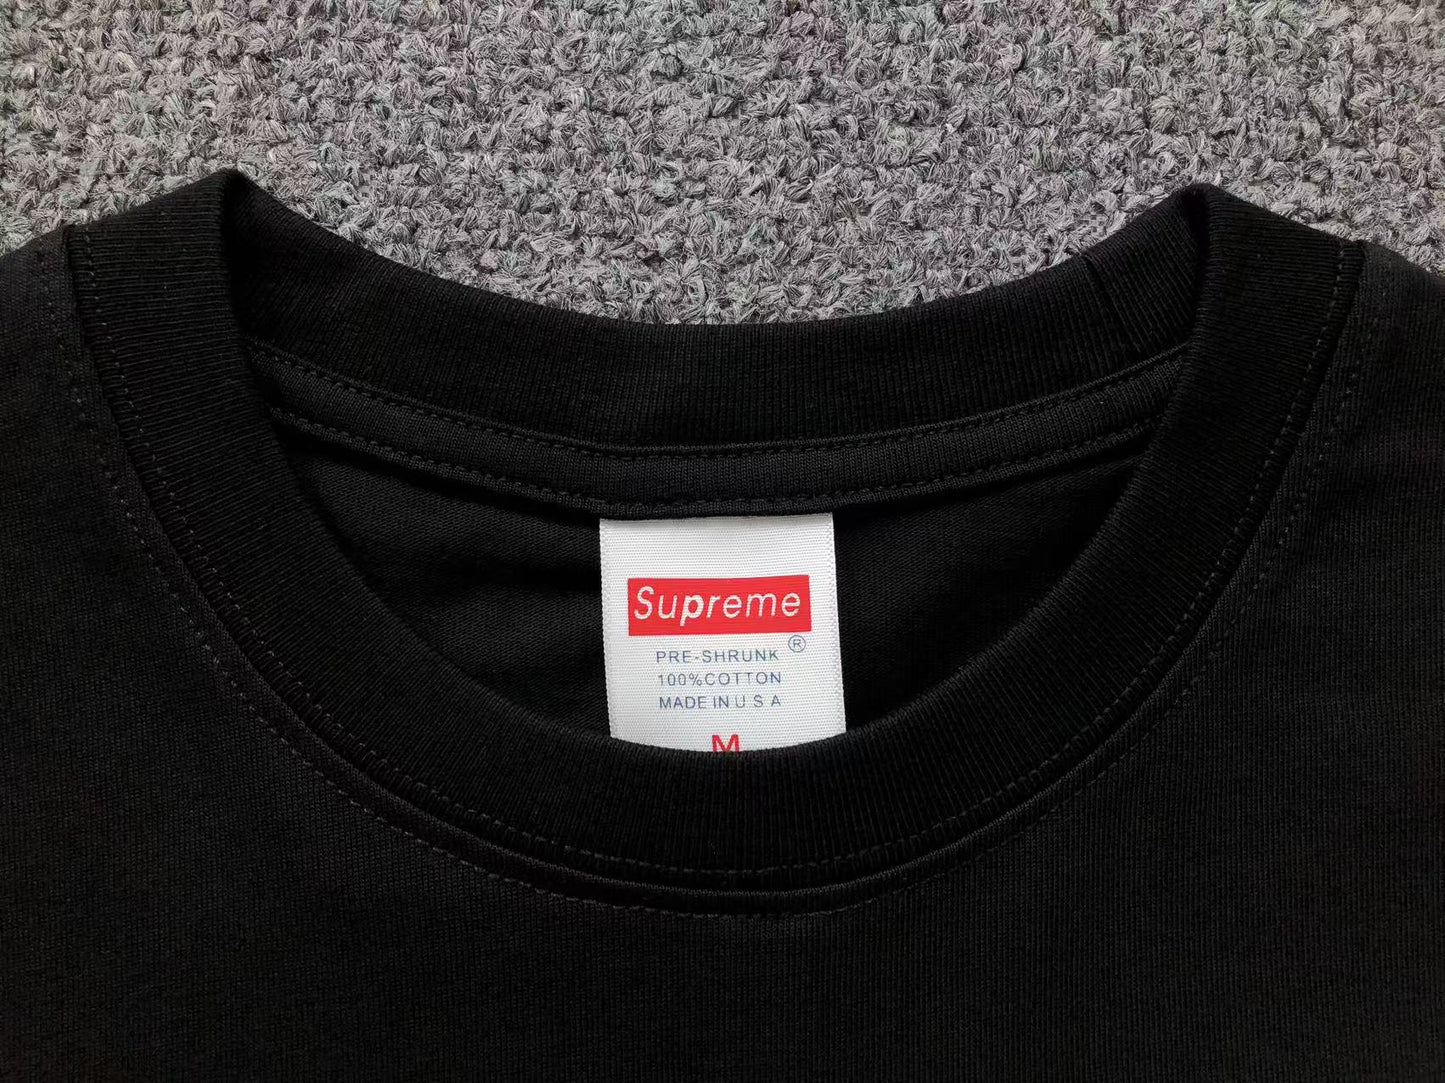 Supreme
®
PRE-SHRUNK
100%COTTON
MADE IN U S A
M